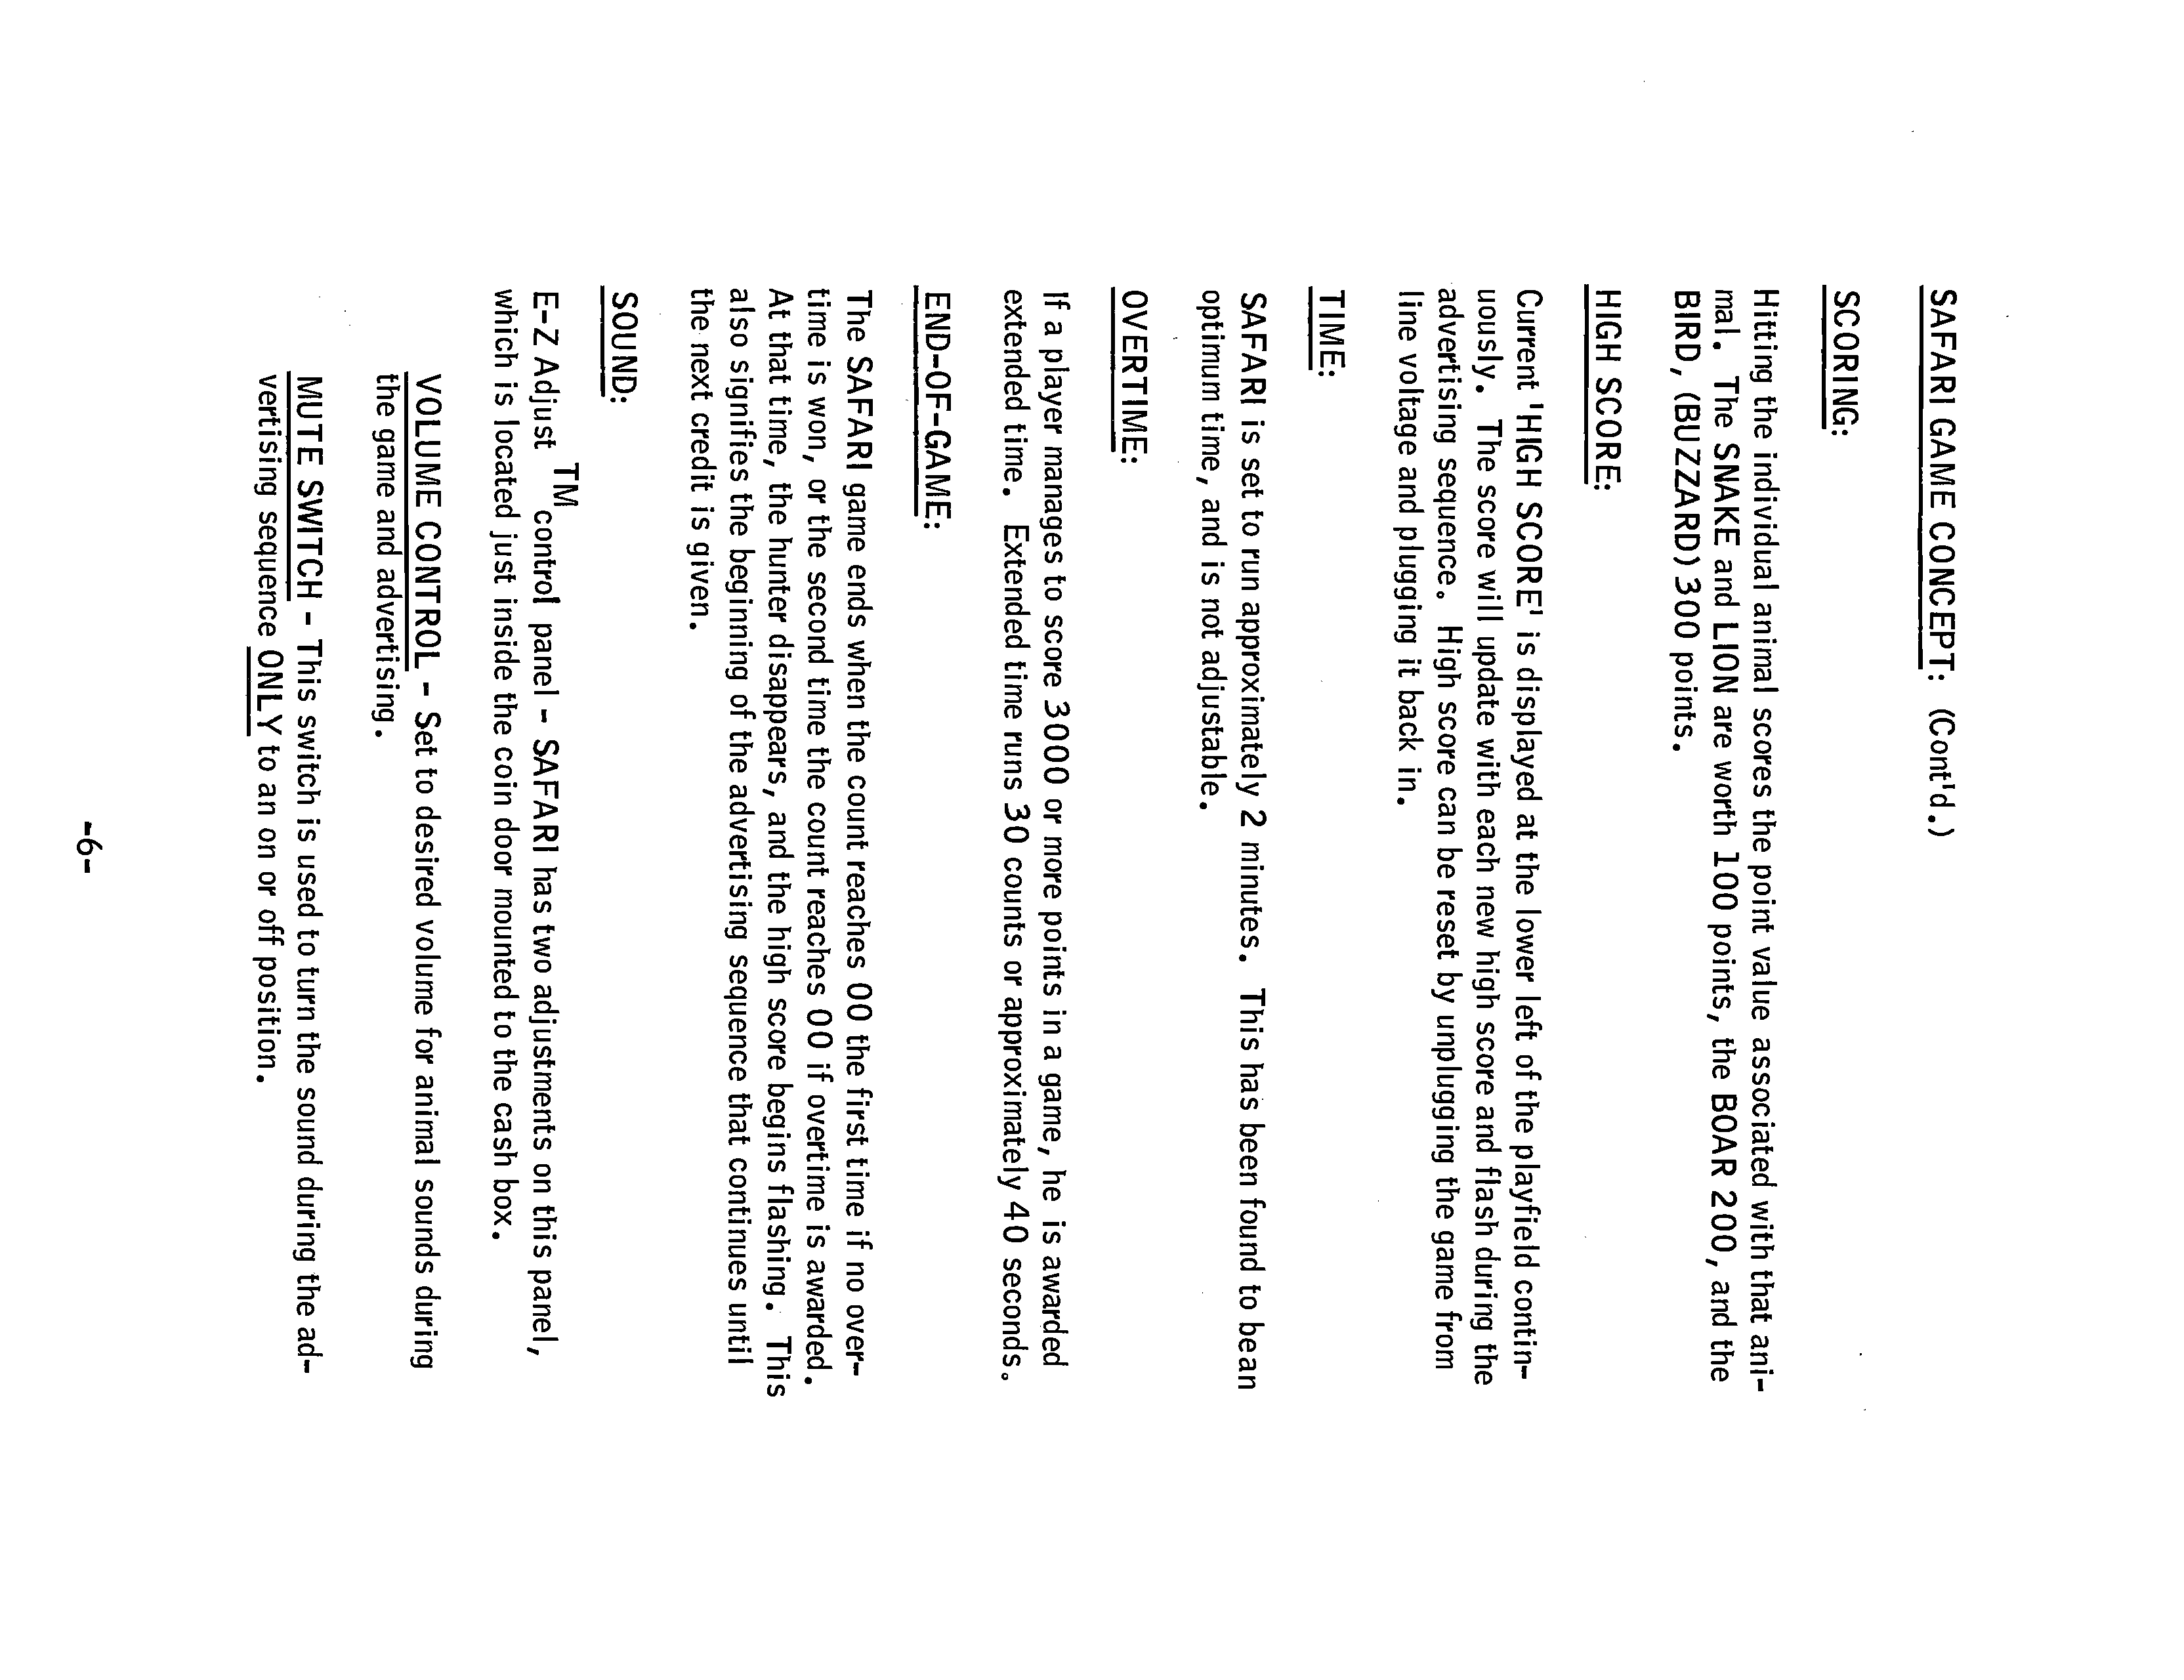 SAFARI GAME CONCEPT: (Cont'd.)
SCORING:
Hitting the individual animal scores the point value associated with that ani-
mal. The SNAKE and LION are worth 100 points, the BOAR 200, and the
BIRD, (BUZZARD) 300 points.
HIGH SCORE:
Current 'HIGH SCORE' is displayed at the lower left of the playfield contin-
uously. The score will update with each new high score and flash during the
advertising sequence. High score can be reset by unplugging the game from
line voltage and plugging it back in.
TIME:
SAFARI is set to run approximately 2 minutes. This has been found to be an
optimum time, and is not adjustable.
OVERTIME:
If a player manages to score 3000 or more points in a game, he is awarded
extended time. Extended time runs 30 counts or approximately 40 seconds.
END-OF-GAME:
The SAFARI game ends when the count reaches 00 the first time if no over-
time is won, or the second time the count reaches 00 if overtime is awarded.
At that time, the hunter disappears, and the high score begins flashing. This
also signifies the beginning of the advertising sequence that continues until
the next credit is given.
SOUND:
E-Z Adjust TM control panel - SAFARI has two adjustments on this panel,
which is located just inside the coin door mounted to the cash box.
VOLUME CONTROL - Set to desired volume for animal sounds during
the game and advertising.
MUTE SWITCH - This switch is used to turn the sound during the ad-
vertising sequence ONLY to an on or off position.
-6-